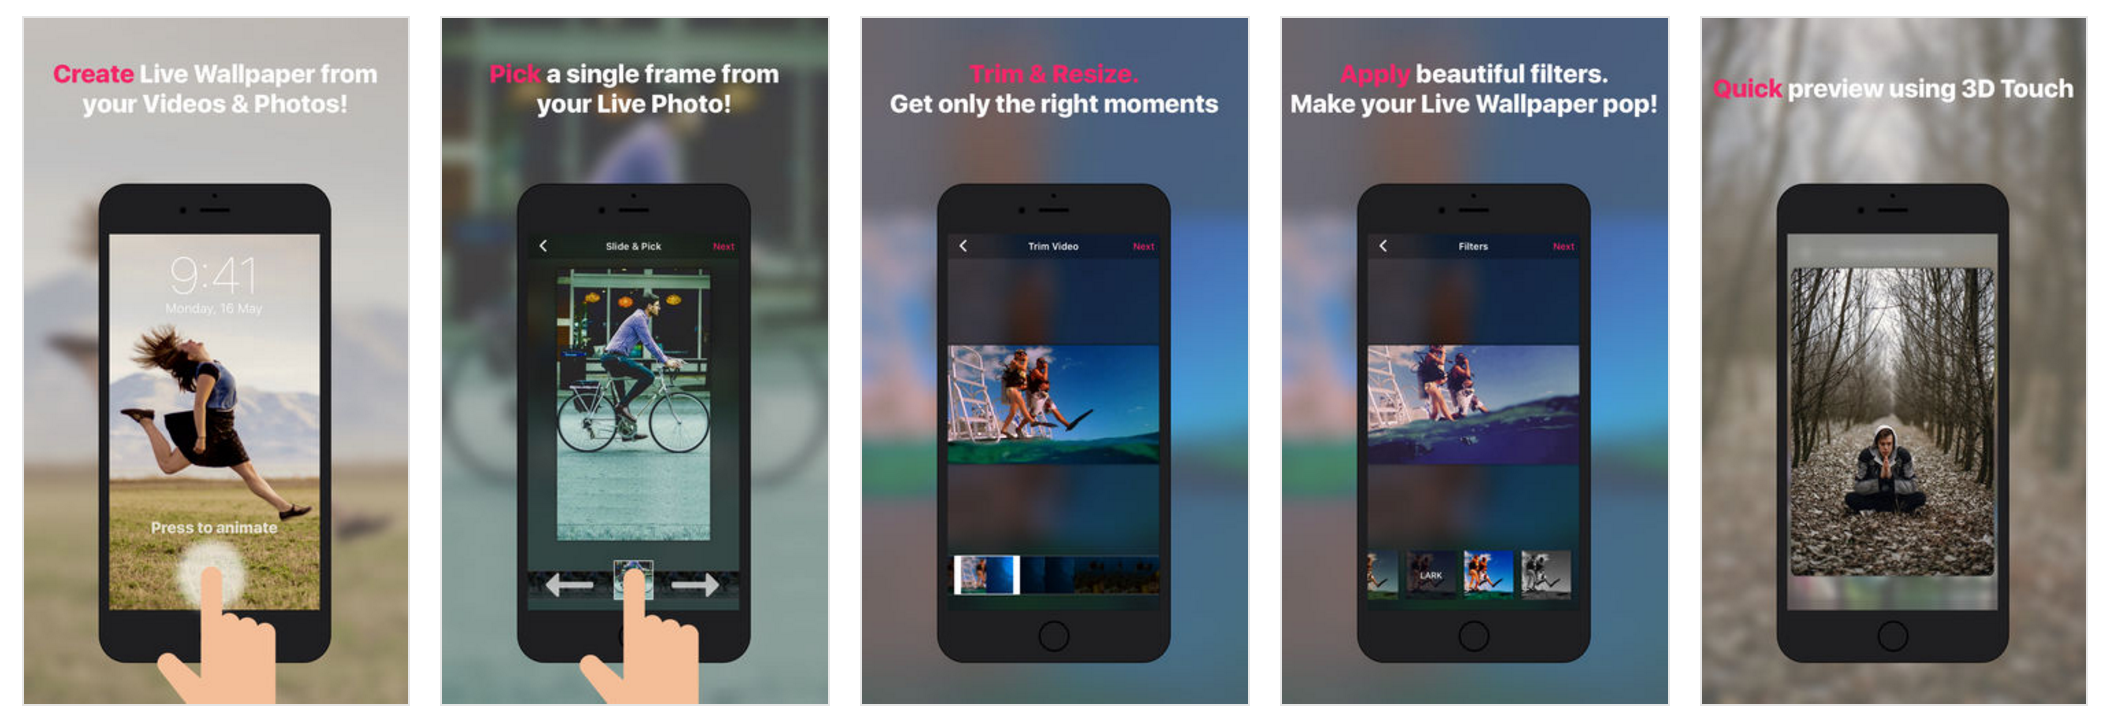 Create Live Wallpaper from
your Videos & Photos!
9:41
Monday, 16 May
Press to animate
Pick a single frame from
your Live Photo!
Slide & Pick
Next
Trim & Resize.
Get only the right moments
Trim Video
Next
Apply beautiful filters.
Make your Live Wallpaper pop!
Filters
Next
LARK
Quick preview using 3D Touch